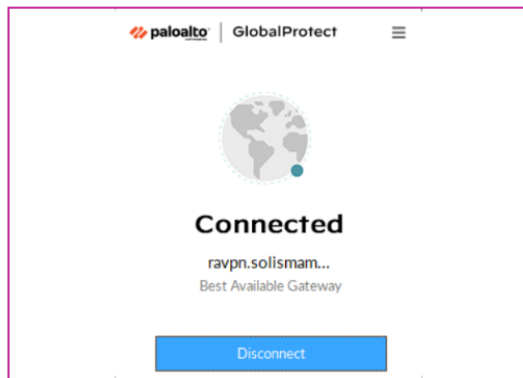 paloalto GlobalProtect
Connected
ravpn.solismam...
Best Available Gateway
Disconnect